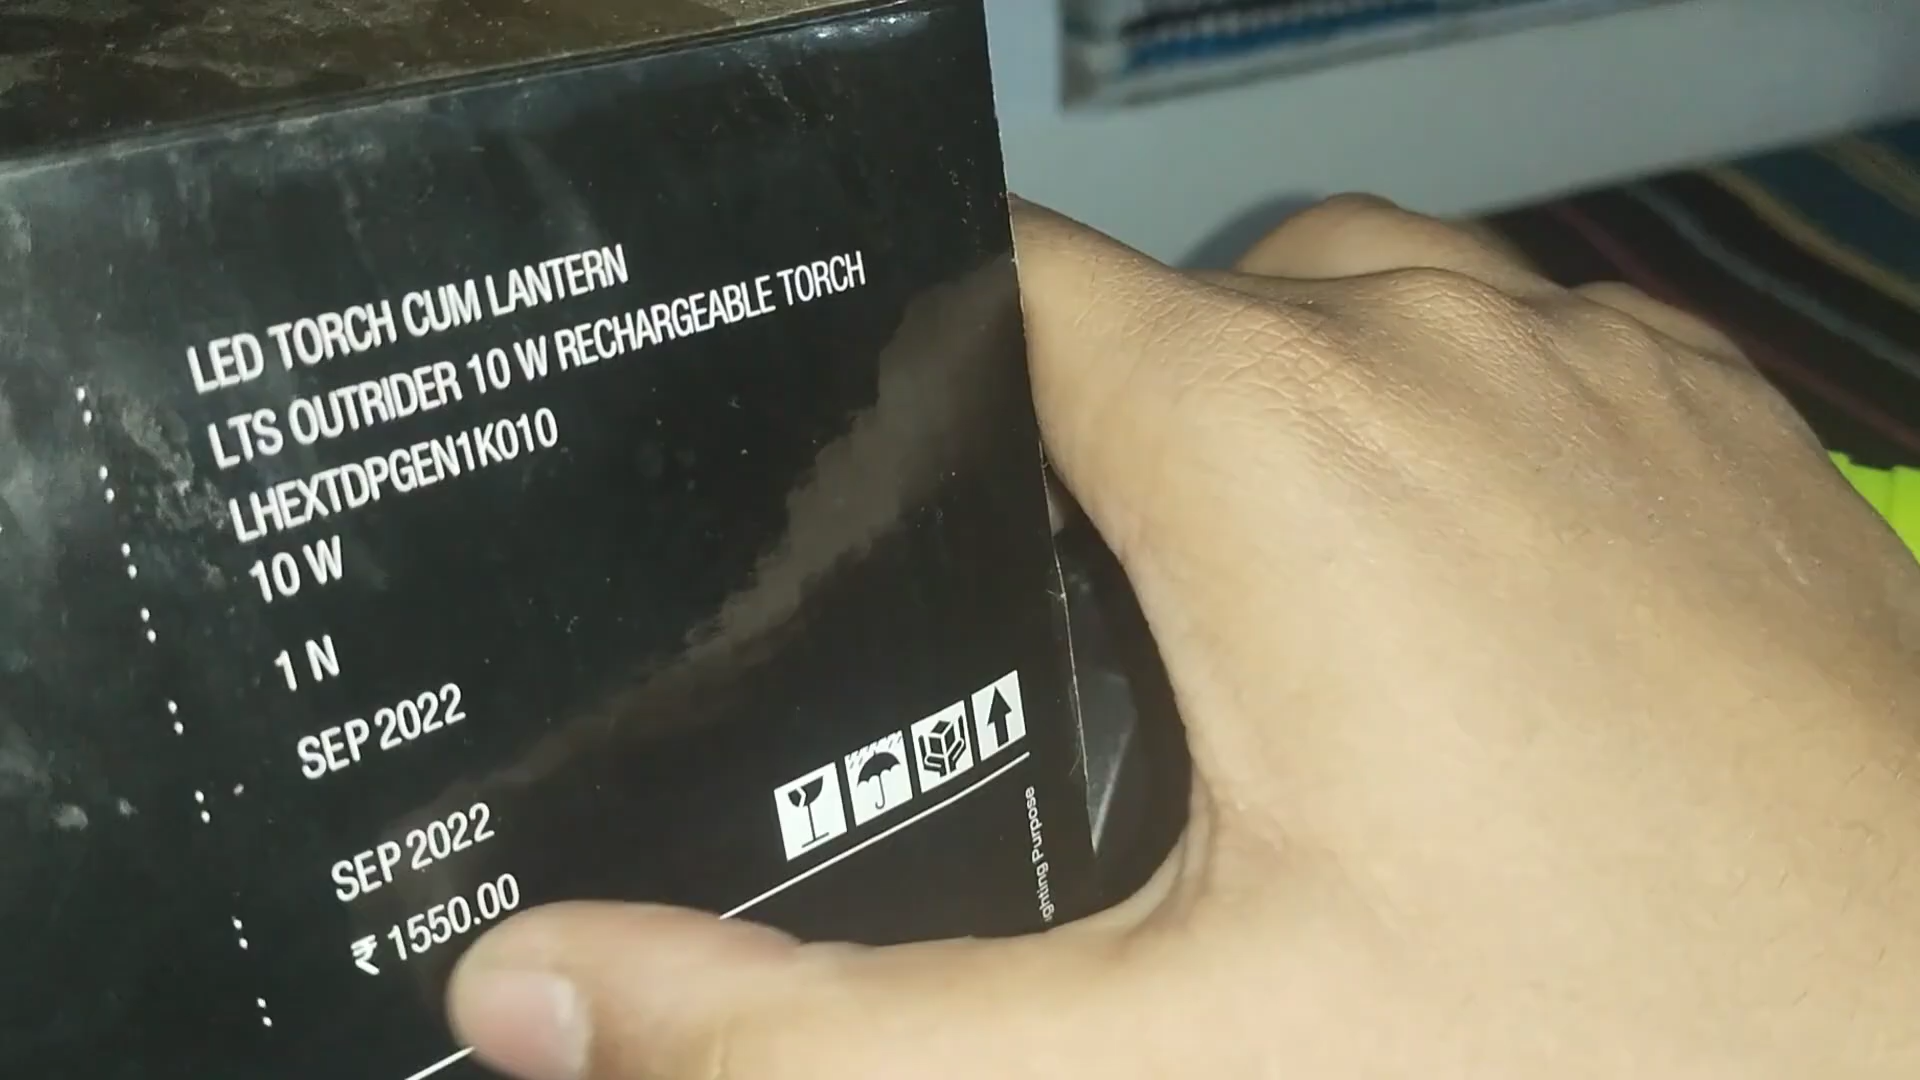 LED TORCH CUM LANTERN
LTS OUTRIDER 10 W RECHARGEABLE TORCH
LHEXTDPGEN1K010
10 W
1 N
SEP 2022
SEP 2022
₹ 1550.00
Purpose